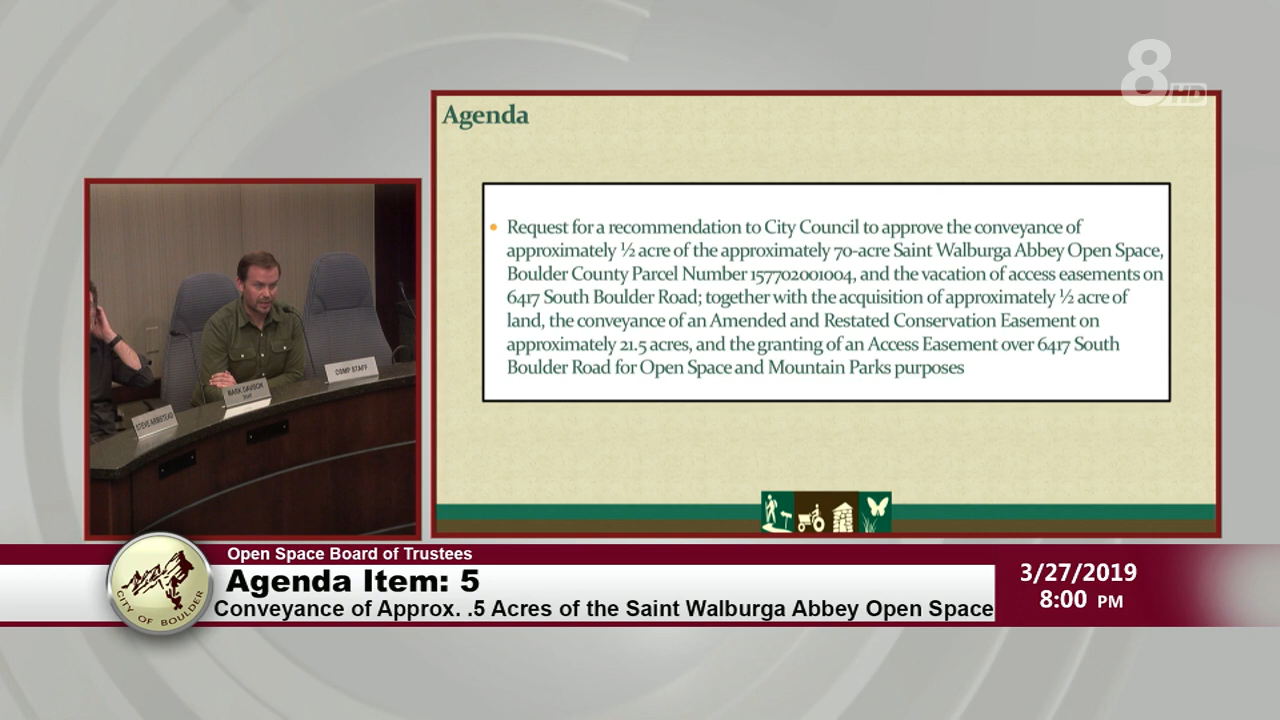 8HD
Agenda
• Request for a recommendation to City Council to approve the conveyance of
approximately ½ acre of the approximately 70-acre Saint Walburga Abbey Open Space,
Boulder County Parcel Number 157702001004, and the vacation of access easements on
6417 South Boulder Road; together with the acquisition of approximately ½ acre of
land, the conveyance of an Amended and Restated Conservation Easement on
approximately 21.5 acres, and the granting of an Access Easement over 6417 South
Boulder Road for Open Space and Mountain Parks purposes
STEVE ARMSTEAD
MARK DAVISON
STAFF
OSMP STAFF
Open Space Board of Trustees
Agenda Item: 5
Conveyance of Approx. .5 Acres of the Saint Walburga Abbey Open Space
3/27/2019
8:00 PM
CITY OF BOULDER